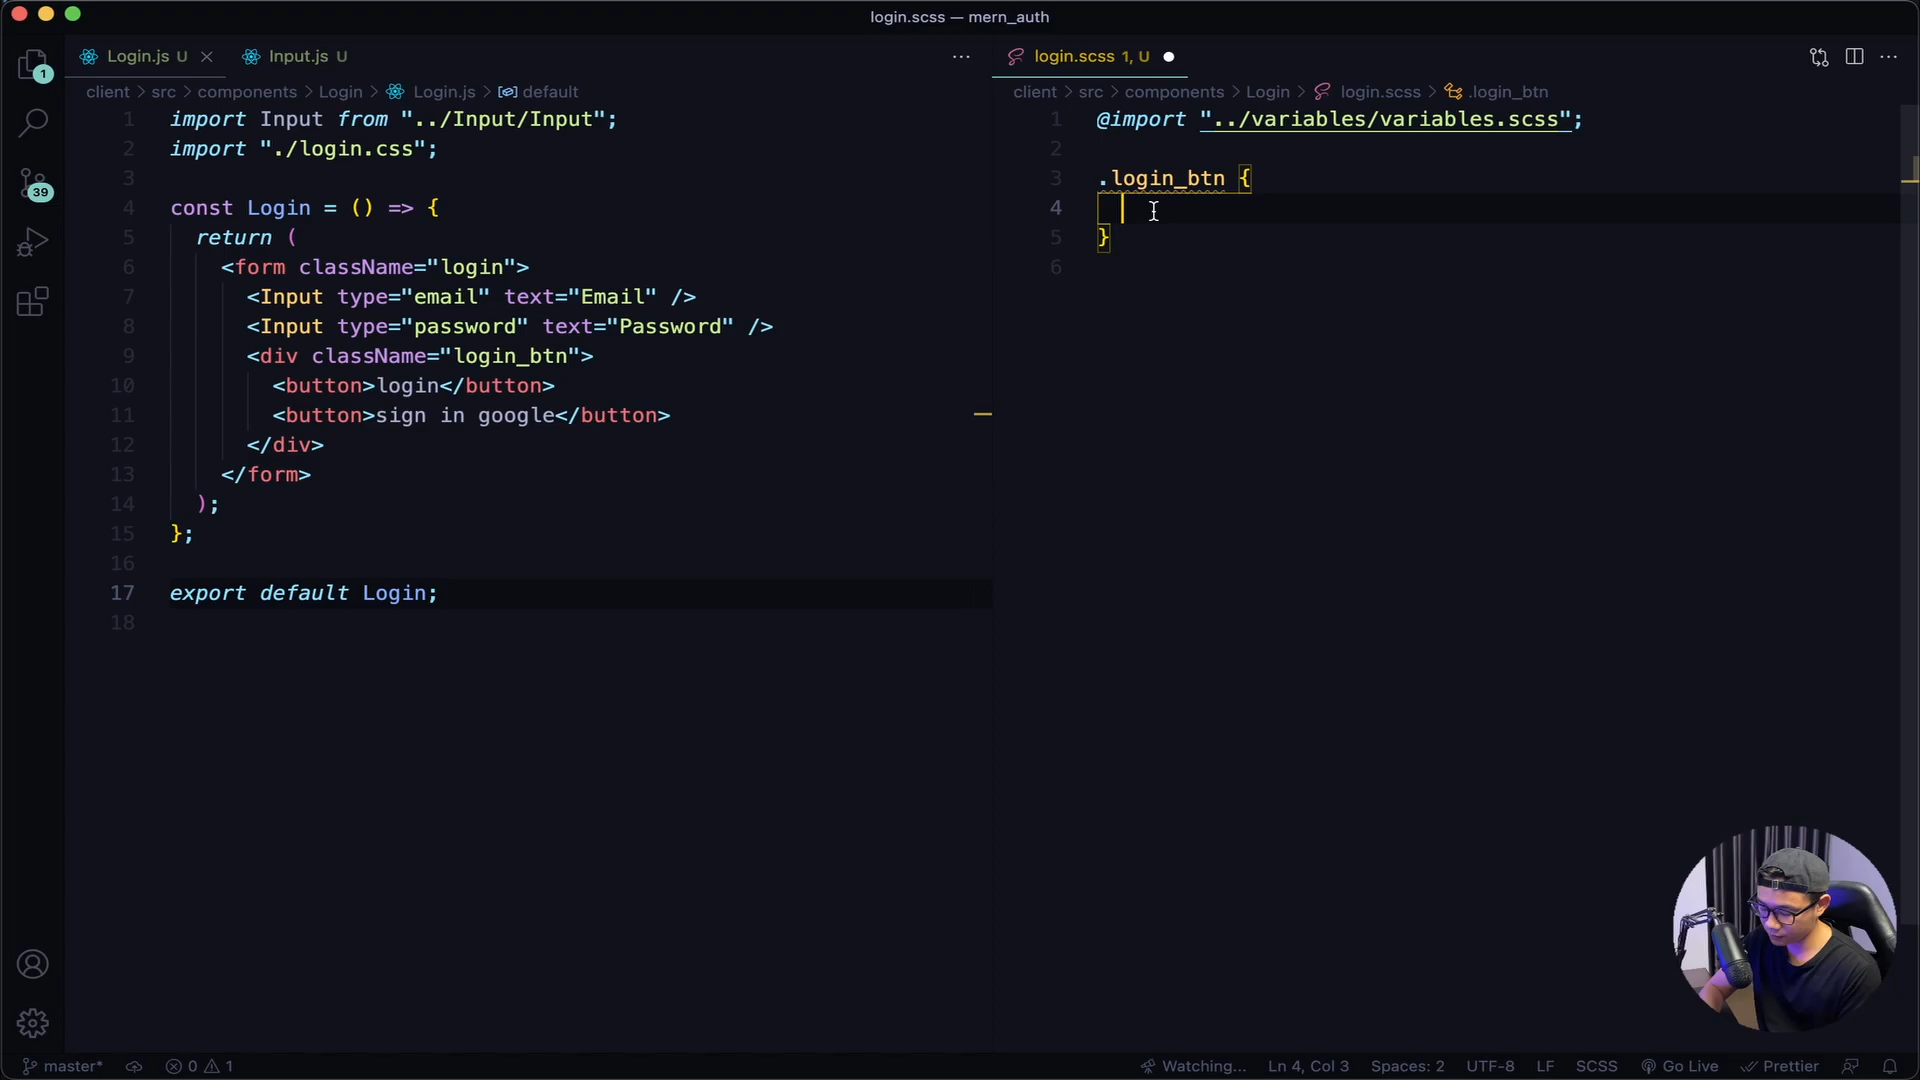 login.scss — mern_auth
Login.js U
Input.js U
login.scss 1, U
client > src > components > Login > Login.js > default
client > src > components > Login > login.scss > .login_btn
1 import Input from "../Input/Input";
2 import "./login.css";
3
4 const Login = () => {
5 return (
6 <form className="login">
7 <Input type="email" text="Email" />
8 <Input type="password" text="Password" />
9 <div className="login_btn">
10 <button>login</button>
11 <button>sign in google</button>
12 </div>
13 </form>
14 );
15 };
16
17 export default Login;
18
1 @import "../variables/variables.scss";
2
3 .login_btn {
4
5 }
6
1
39
master* 0 1
Watching... Ln 4, Col 3 Spaces: 2 UTF-8 LF SCSS Go Live Prettier